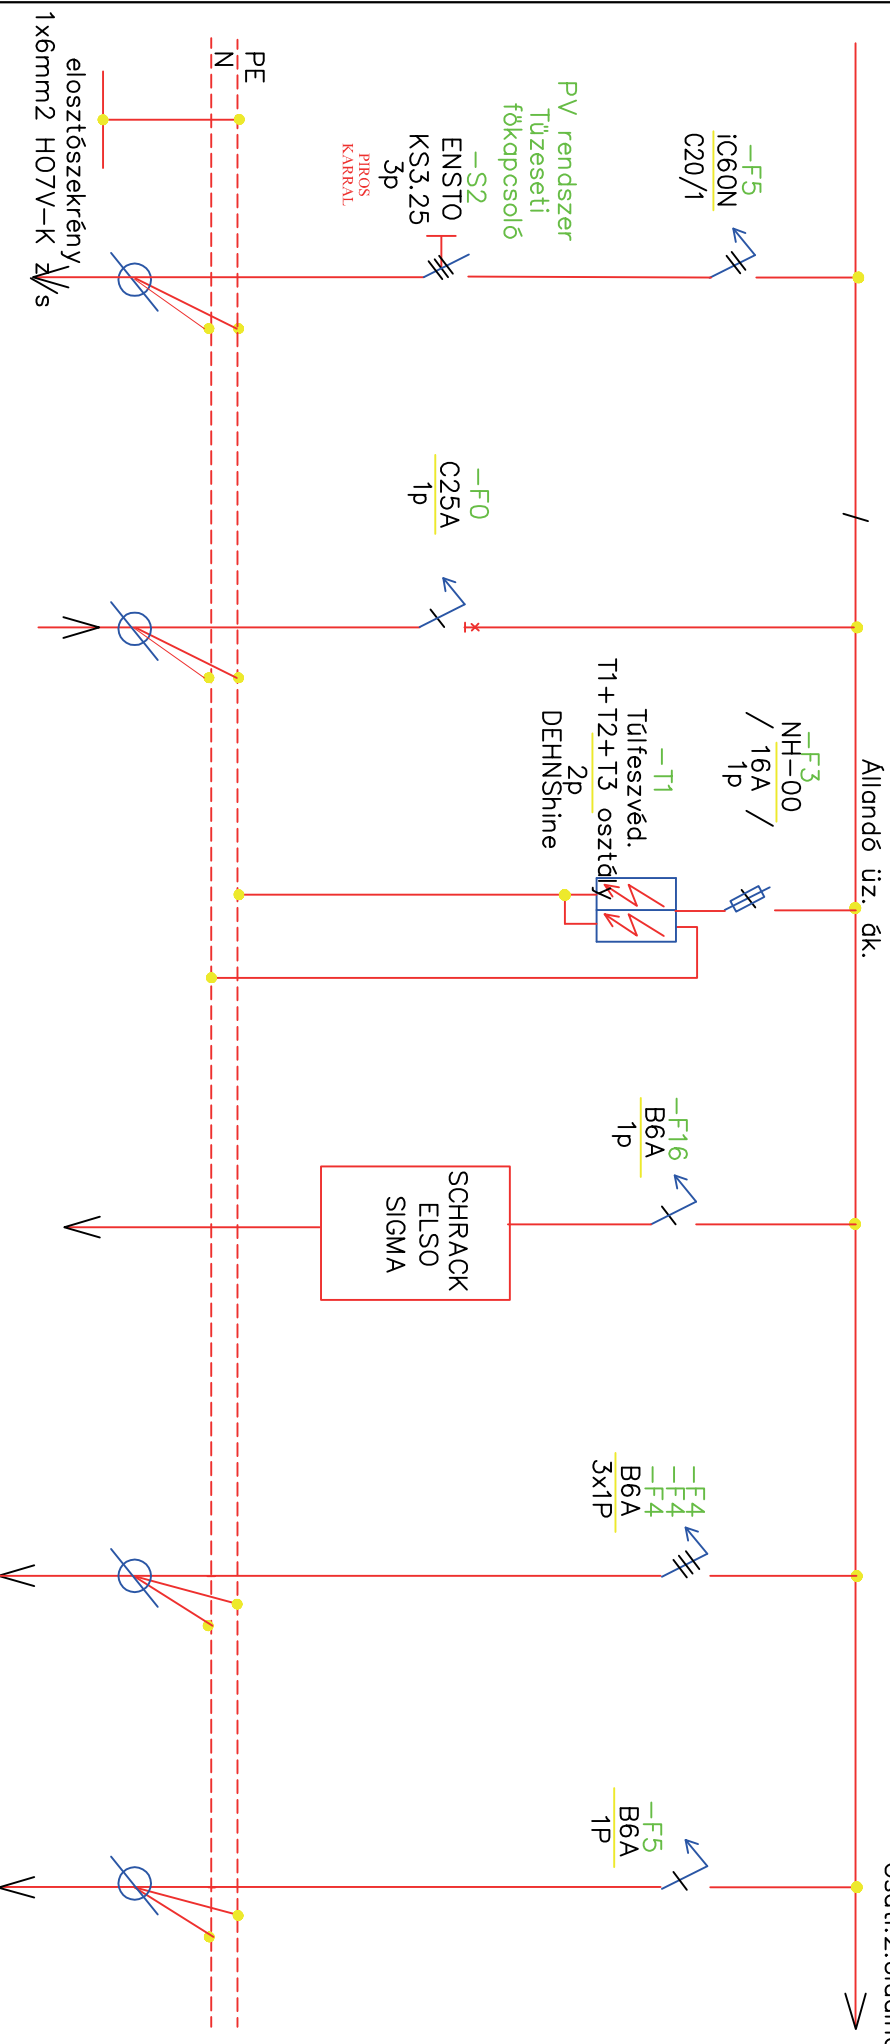 Állandó üz. ák.
-F5
iC60N
C20/1
PV rendszer
Tüzeseti
főkapcsoló
-S2
ENSTO
KS3.25
3p
PIROS
KARRAL
PE
N
elosztószekrény
1x6mm2 H07V-K z/s
-F0
C25A
1p
-F3
NH-00
/ 16A /
1p
-T1
Túlfeszvéd.
T1+T2+T3 osztály
2p
DEHNShine
-F16
B6A
1p
SCHRACK
ELSO
SIGMA
-F4
-F4
-F4
B6A
3x1P
-F5
B6A
1P